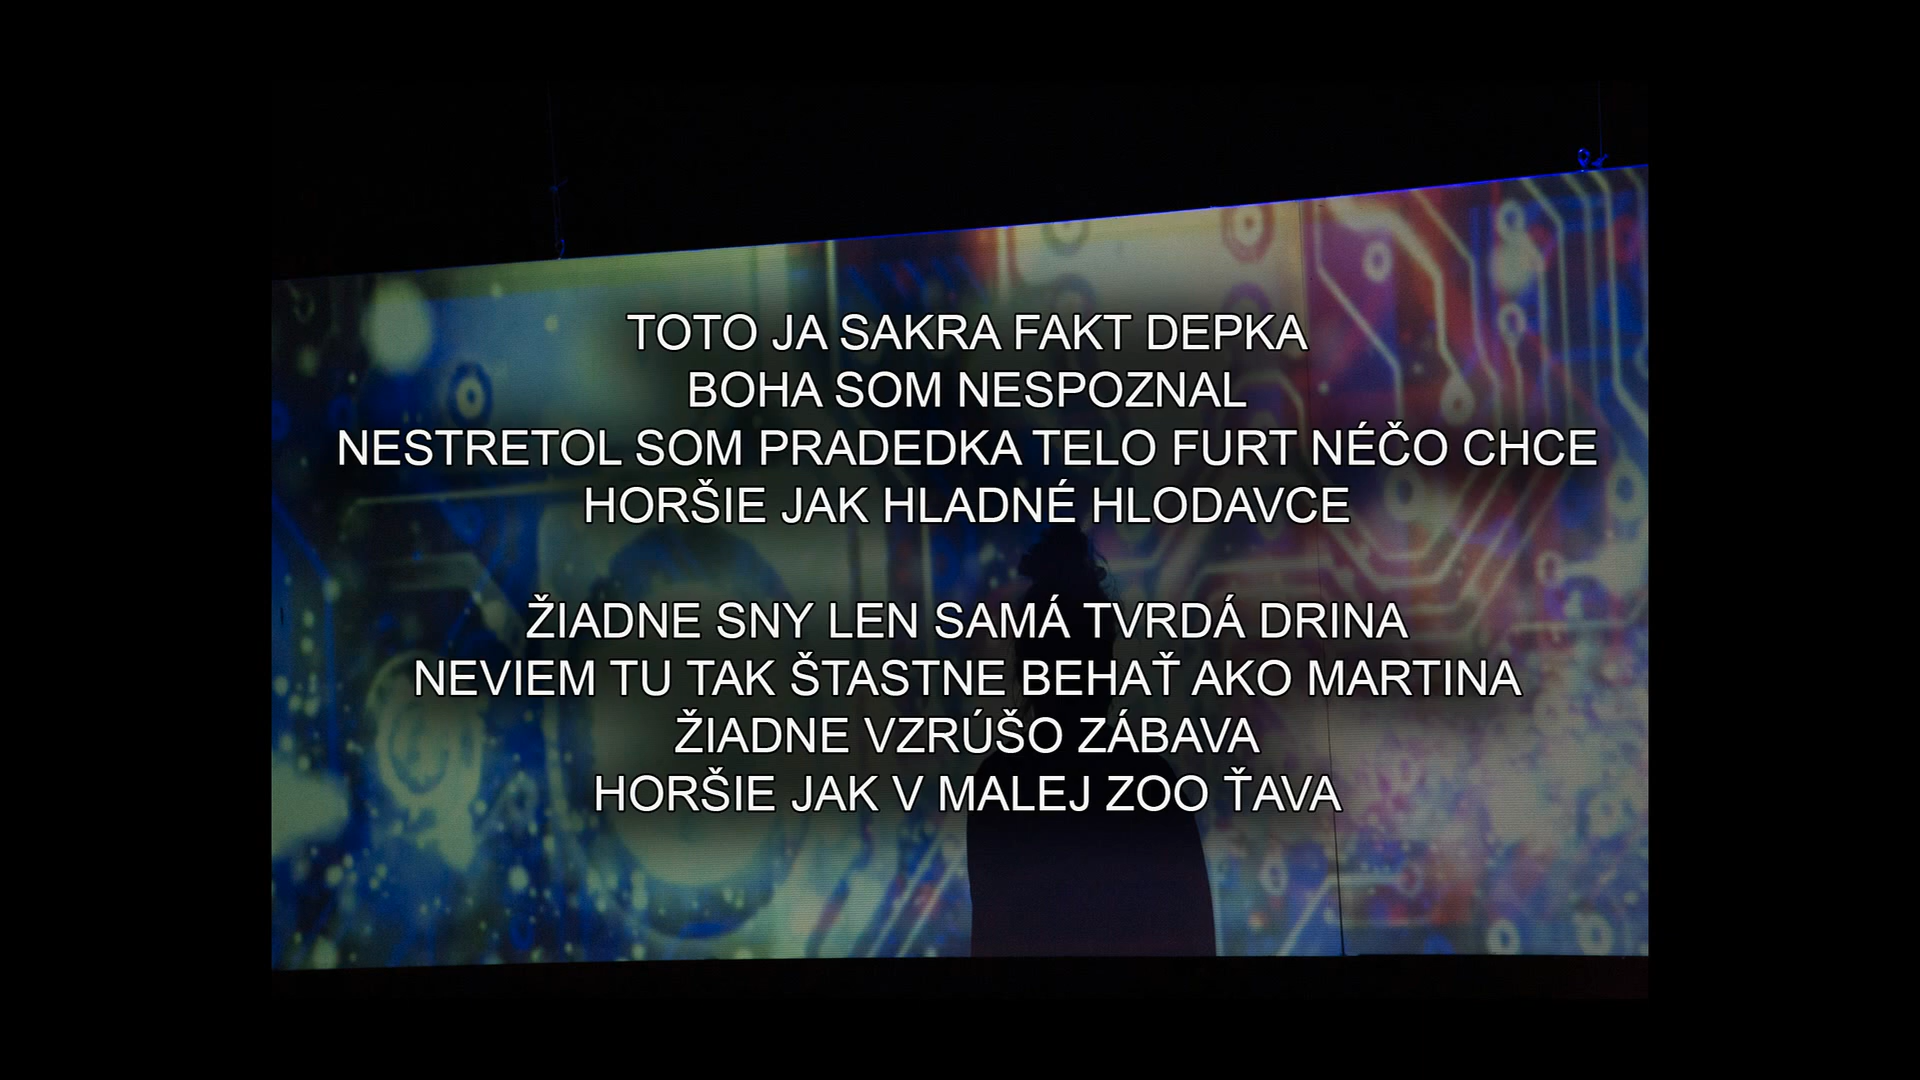 TOTO JA SAKRA FAKT DEPKA
BOHA SOM NESPOZNAL
NESTRETOL SOM PRADEDKA TELO FURT NÉČO CHCE
HORŠIE JAK HLADNÉ HLODAVCE
ŽIADNE SNY LEN SAMÁ TVRDÁ DRINA
NEVIEM TU TAK ŠTASTNE BEHAŤ AKO MARTINA
ŽIADNE VZRÚŠO ZÁBAVA
HORŠIE JAK V MALEJ ZOO ŤAVA